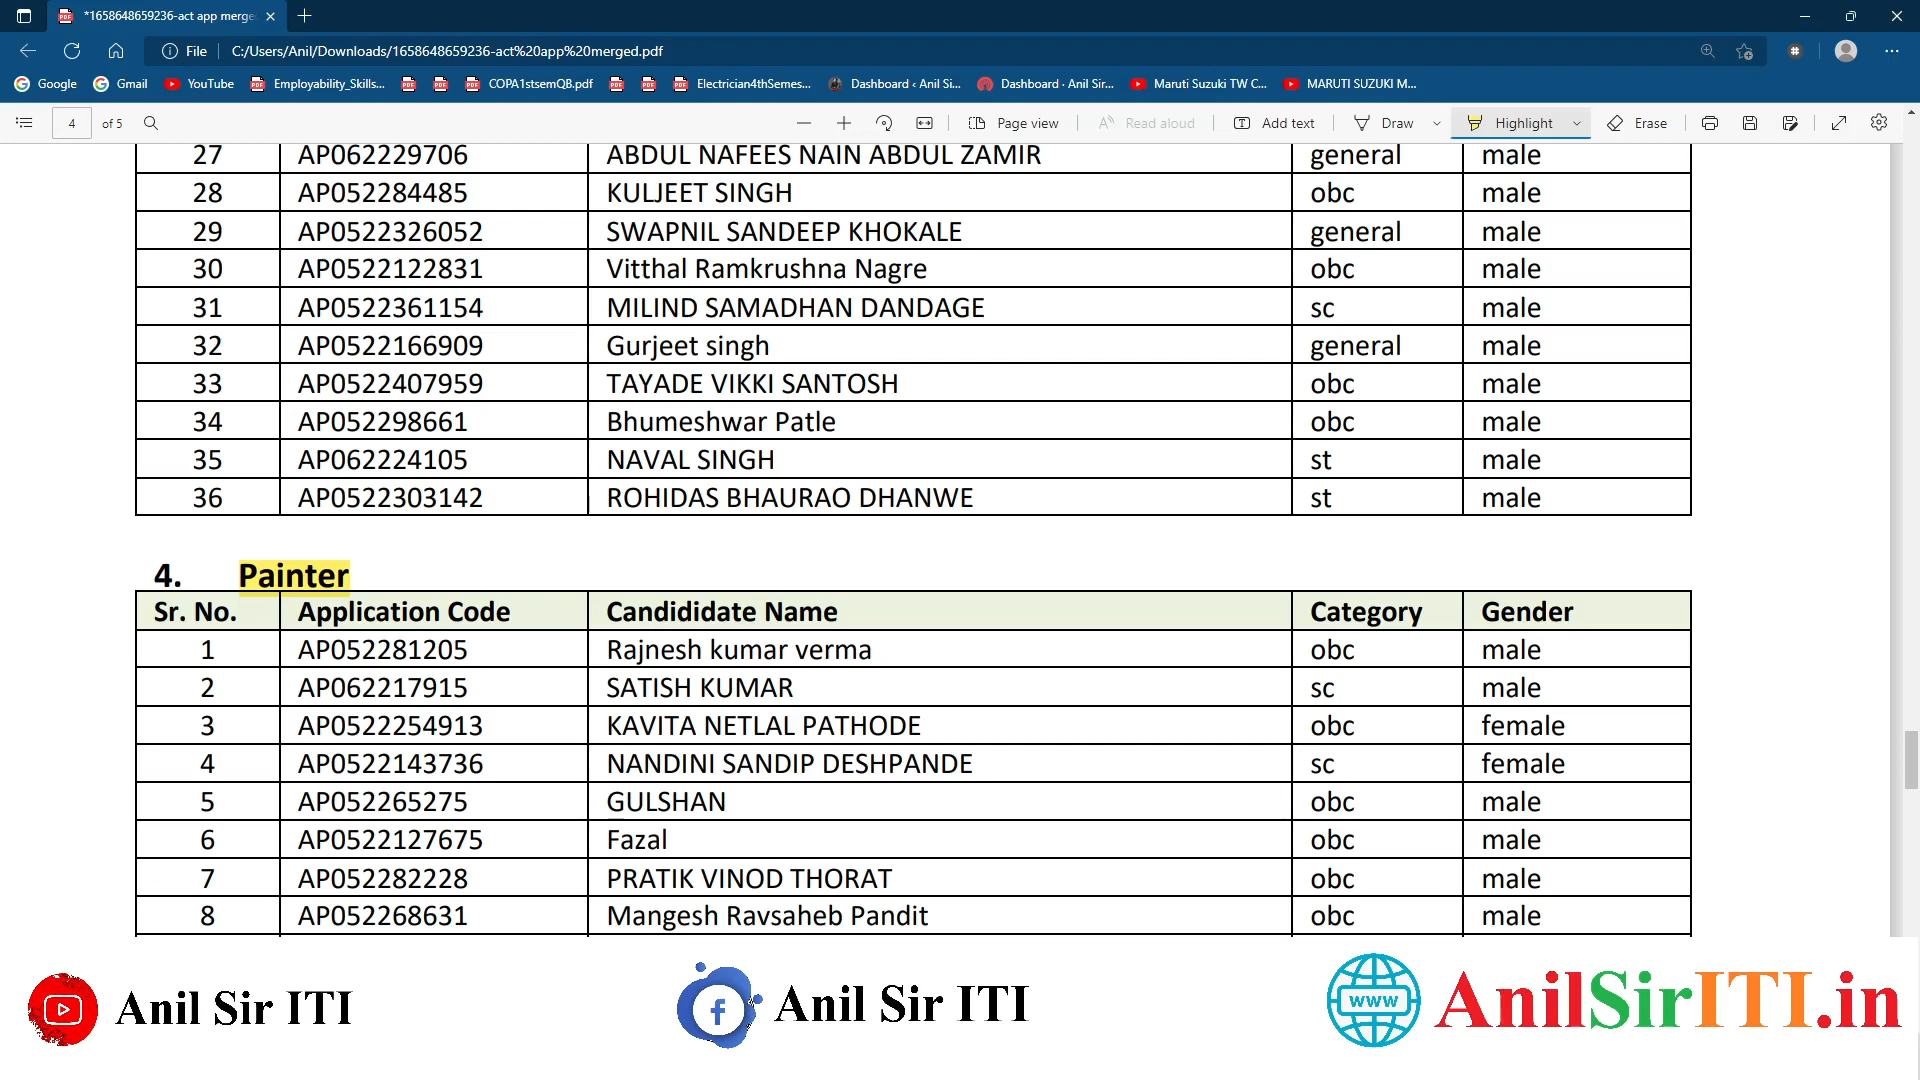 *1658648659236-act app merge
File C:/Users/Anil/Downloads/1658648659236-act%20app%20merged.pdf
Google Gmail YouTube Employability_Skills... COPA1stsemQB.pdf Electrician4thSemes... Dashboard ‹ Anil Si... Dashboard · Anil Sir... Maruti Suzuki TW C... MARUTI SUZUKI M...
4 of 5 Page view Read aloud Add text Draw Highlight Erase
27 AP062229706 ABDUL NAFEES NAIN ABDUL ZAMIR general male
28 AP052284485 KULJEET SINGH obc male
29 AP0522326052 SWAPNIL SANDEEP KHOKALE general male
30 AP0522122831 Vitthal Ramkrushna Nagre obc male
31 AP0522361154 MILIND SAMADHAN DANDAGE sc male
32 AP0522166909 Gurjeet singh general male
33 AP0522407959 TAYADE VIKKI SANTOSH obc male
34 AP052298661 Bhumeshwar Patle obc male
35 AP062224105 NAVAL SINGH st male
36 AP0522303142 ROHIDAS BHAURAO DHANWE st male
4. Painter
Sr. No. Application Code Candididate Name Category Gender
1 AP052281205 Rajnesh kumar verma obc male
2 AP062217915 SATISH KUMAR sc male
3 AP0522254913 KAVITA NETLAL PATHODE obc female
4 AP0522143736 NANDINI SANDIP DESHPANDE sc female
5 AP052265275 GULSHAN obc male
6 AP0522127675 Fazal obc male
7 AP052282228 PRATIK VINOD THORAT obc male
8 AP052268631 Mangesh Ravsaheb Pandit obc male
Anil Sir ITI f Anil Sir ITI www AnilSirITI.in